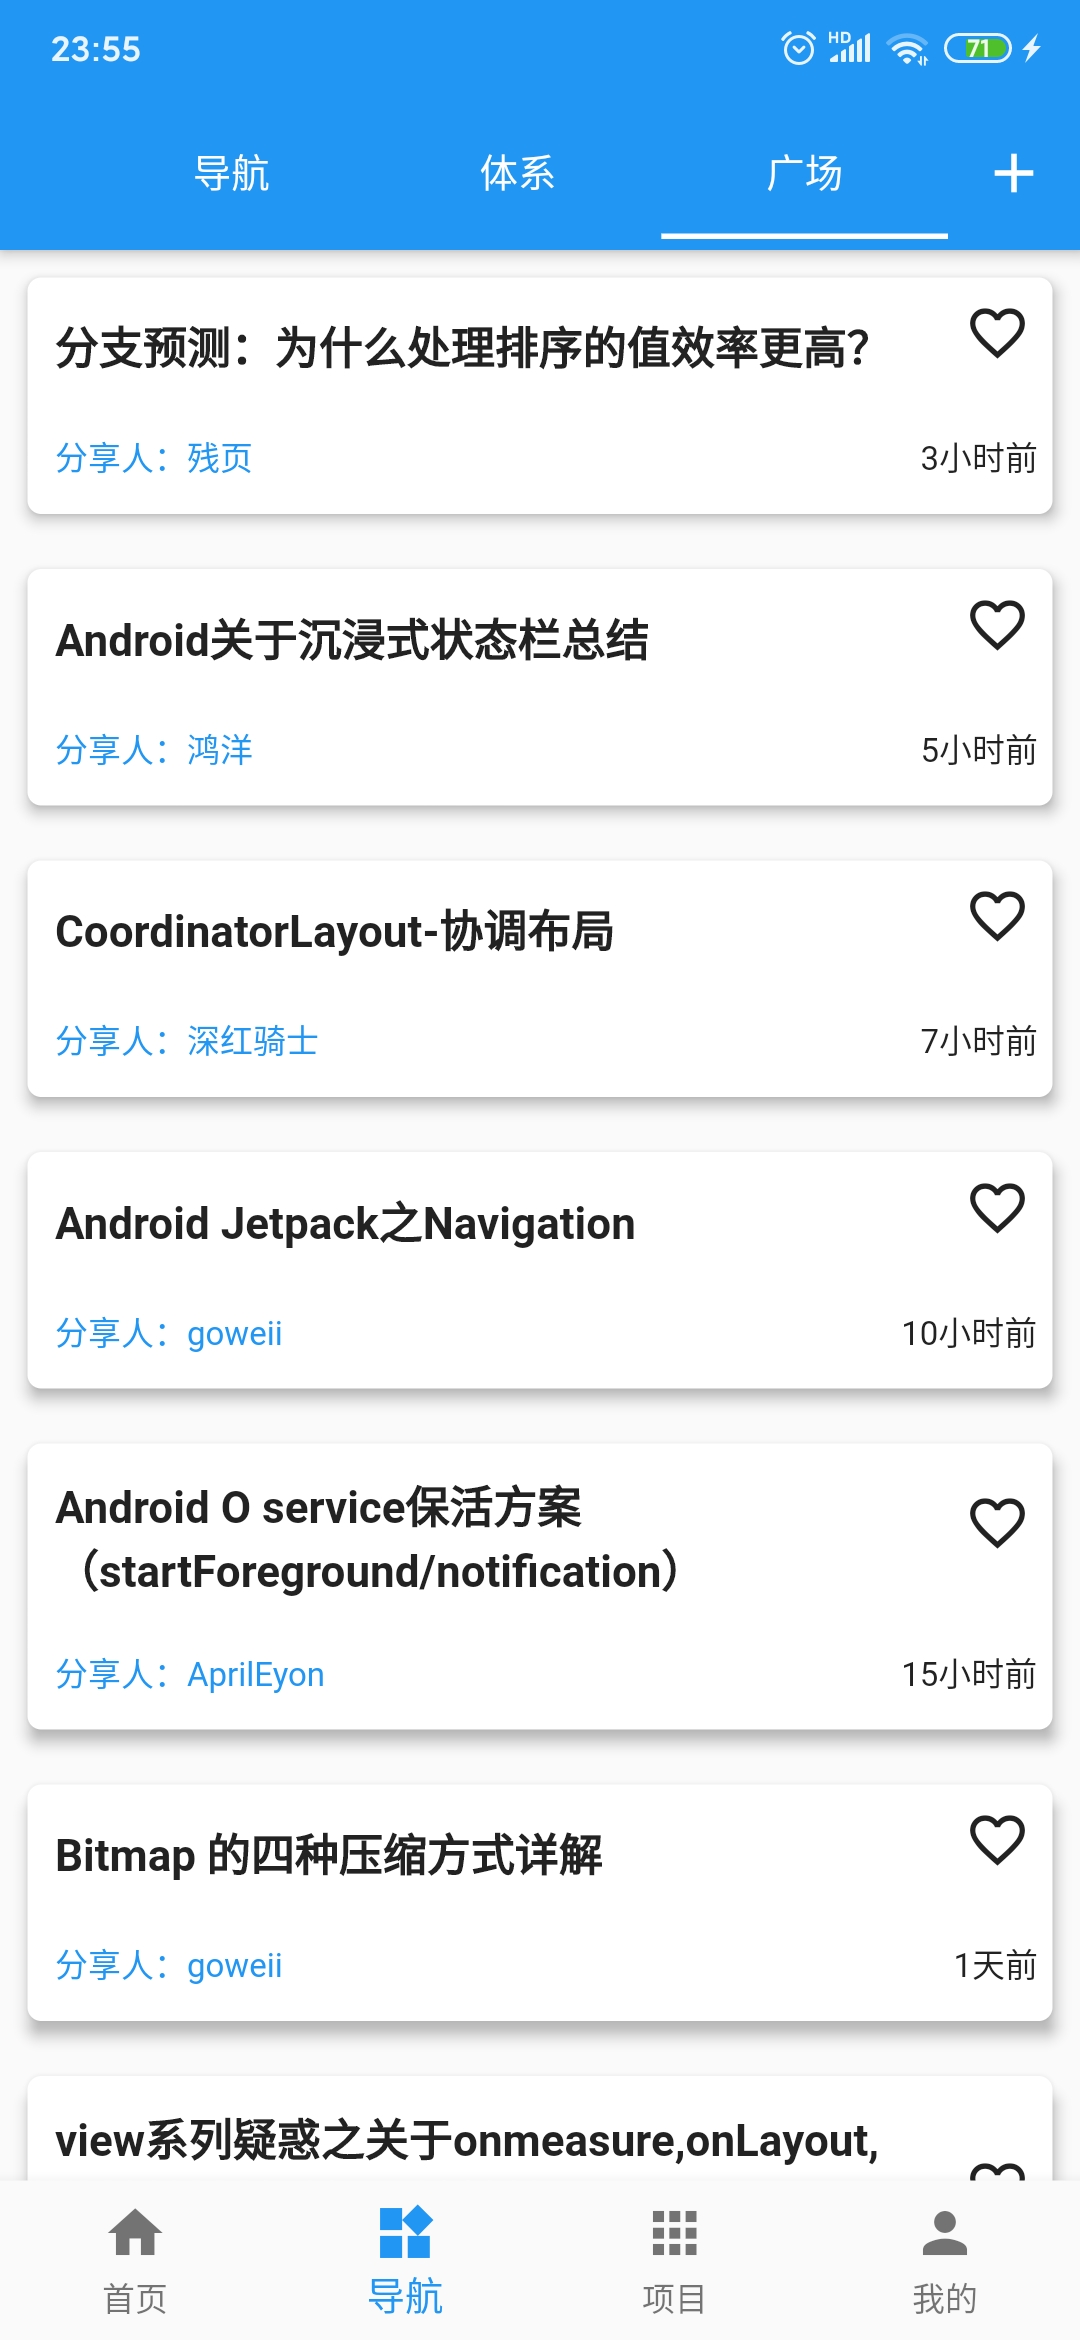 23:55
HD
71
导航
体系
广场
分支预测：为什么处理排序的值效率更高？
分享人：残页
3小时前
Android关于沉浸式状态栏总结
分享人：鸿洋
5小时前
CoordinatorLayout-协调布局
分享人：深红骑士
7小时前
Android Jetpack之Navigation
分享人：goweii
10小时前
Android O service保活方案
（startForeground/notification）
分享人：AprilEyon
15小时前
Bitmap 的四种压缩方式详解
分享人：goweii
1天前
view系列疑惑之关于onmeasure,onLayout,
首页
导航
项目
我的